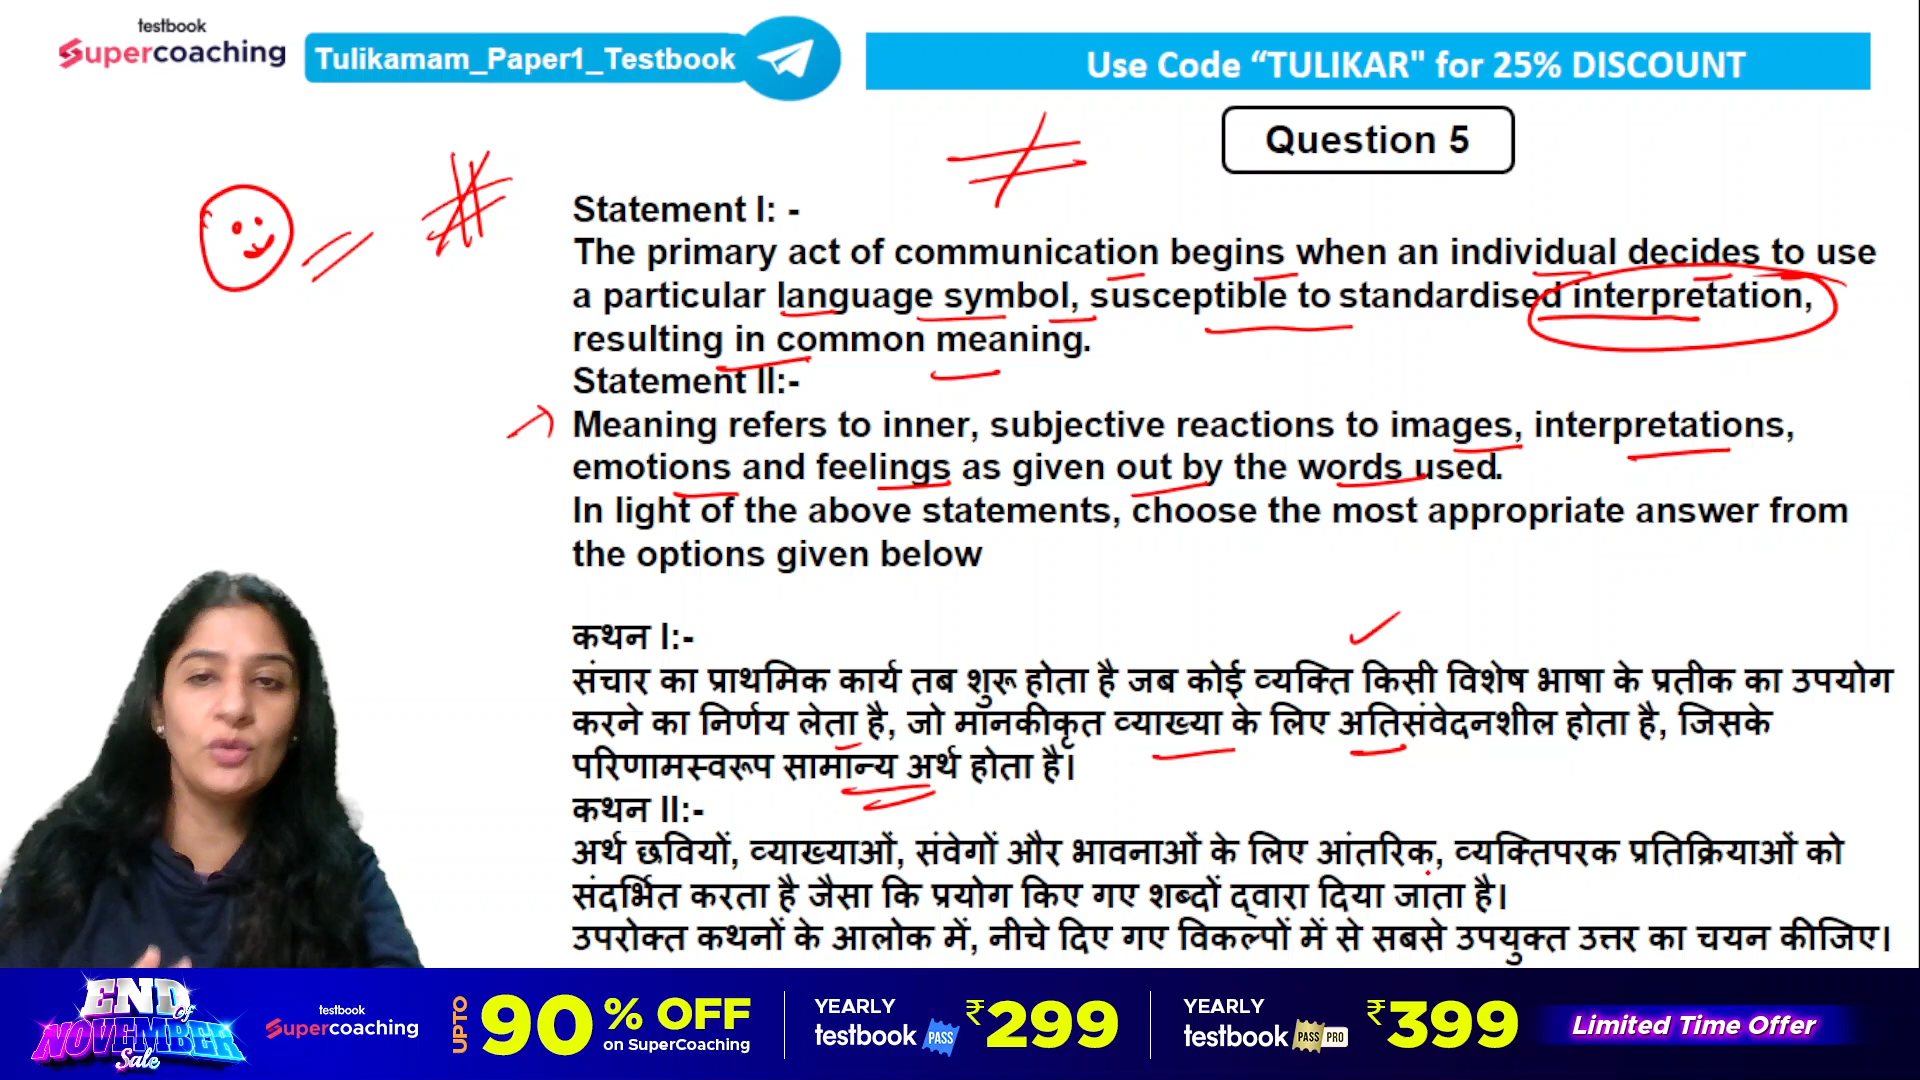 testbook
Supercoaching
Tulikamam_Paper1_Testbook
Use Code “TULIKAR" for 25% DISCOUNT
Question 5
Statement I: -
The primary act of communication begins when an individual decides to use
a particular language symbol, susceptible to standardised interpretation,
resulting in common meaning.
Statement II:-
Meaning refers to inner, subjective reactions to images, interpretations,
emotions and feelings as given out by the words used.
In light of the above statements, choose the most appropriate answer from
the options given below
कथन I:-
संचार का प्राथमिक कार्य तब शुरू होता है जब कोई व्यक्ति किसी विशेष भाषा के प्रतीक का उपयोग
करने का निर्णय लेता है, जो मानकीकृत व्याख्या के लिए अतिसंवेदनशील होता है, जिसके
परिणामस्वरूप सामान्य अर्थ होता है।
कथन II:-
अर्थ छवियों, व्याख्याओं, संवेगों और भावनाओं के लिए आंतरिक, व्यक्तिपरक प्रतिक्रियाओं को
संदर्भित करता है जैसा कि प्रयोग किए गए शब्दों द्वारा दिया जाता है।
उपरोक्त कथनों के आलोक में, नीचे दिए गए विकल्पों में से सबसे उपयुक्त उत्तर का चयन कीजिए।
END OF
NOVEMBER
Sale
testbook
Supercoaching
UPTO 90% OFF
on SuperCoaching
YEARLY
testbook PASS
₹299
YEARLY
testbook PASS PRO
₹399
Limited Time Offer